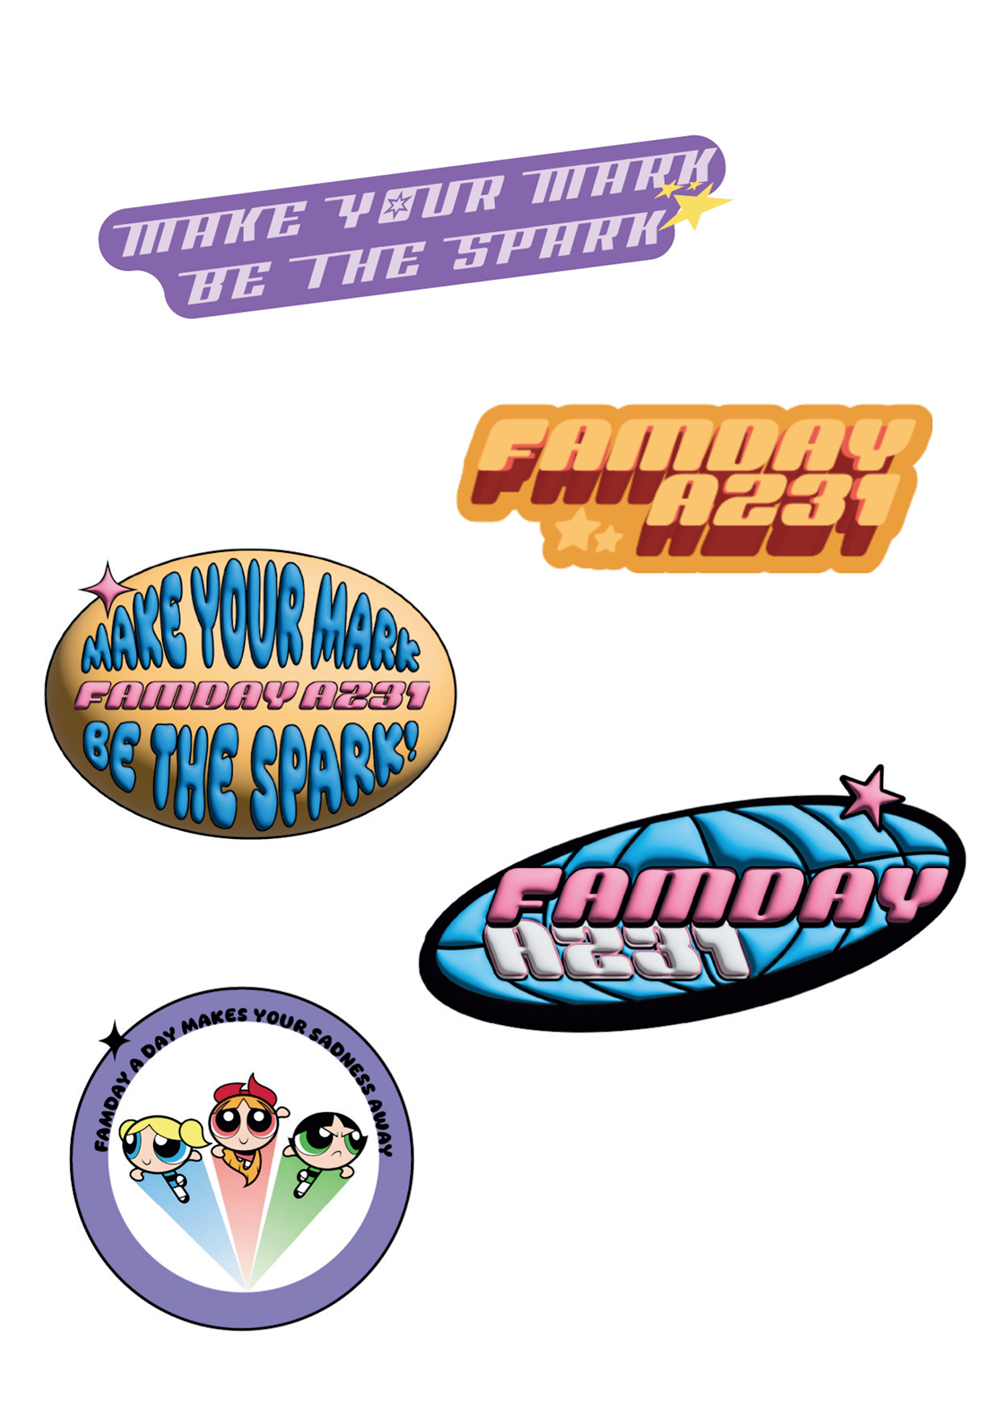 MAKE YOUR MARK
BE THE SPARK
FAMDAY
A231
MAKE YOUR MARK
FAMDAY A231
BE THE SPARK!
FAMDAY
A231
FAMDAY A DAY MAKES YOUR SADNESS AWAY